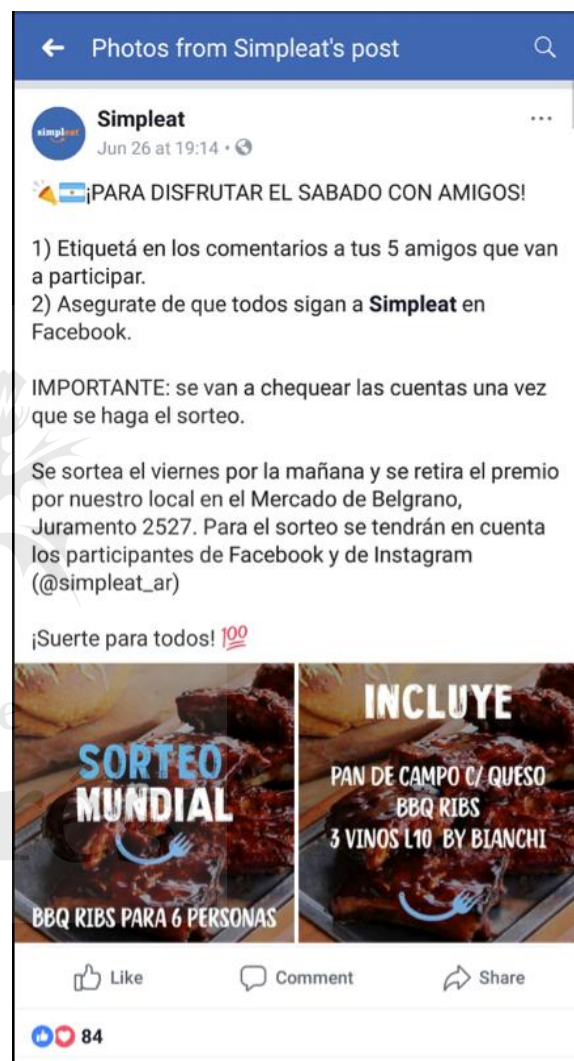 Photos from Simpleat's post
simpleat
Simpleat
Jun 26 at 19:14 •
¡PARA DISFRUTAR EL SABADO CON AMIGOS!
1) Etiquetá en los comentarios a tus 5 amigos que van
a participar.
2) Asegurate de que todos sigan a Simpleat en
Facebook.
IMPORTANTE: se van a chequear las cuentas una vez
que se haga el sorteo.
Se sortea el viernes por la mañana y se retira el premio
por nuestro local en el Mercado de Belgrano,
Juramento 2527. Para el sorteo se tendrán en cuenta
los participantes de Facebook y de Instagram
(@simpleat_ar)
¡Suerte para todos! 💯
SORTEO
MUNDIAL
BBQ RIBS PARA 6 PERSONAS
INCLUYE
PAN DE CAMPO C/ QUESO
BBQ RIBS
3 VINOS L10 BY BIANCHI
Like Comment Share
84